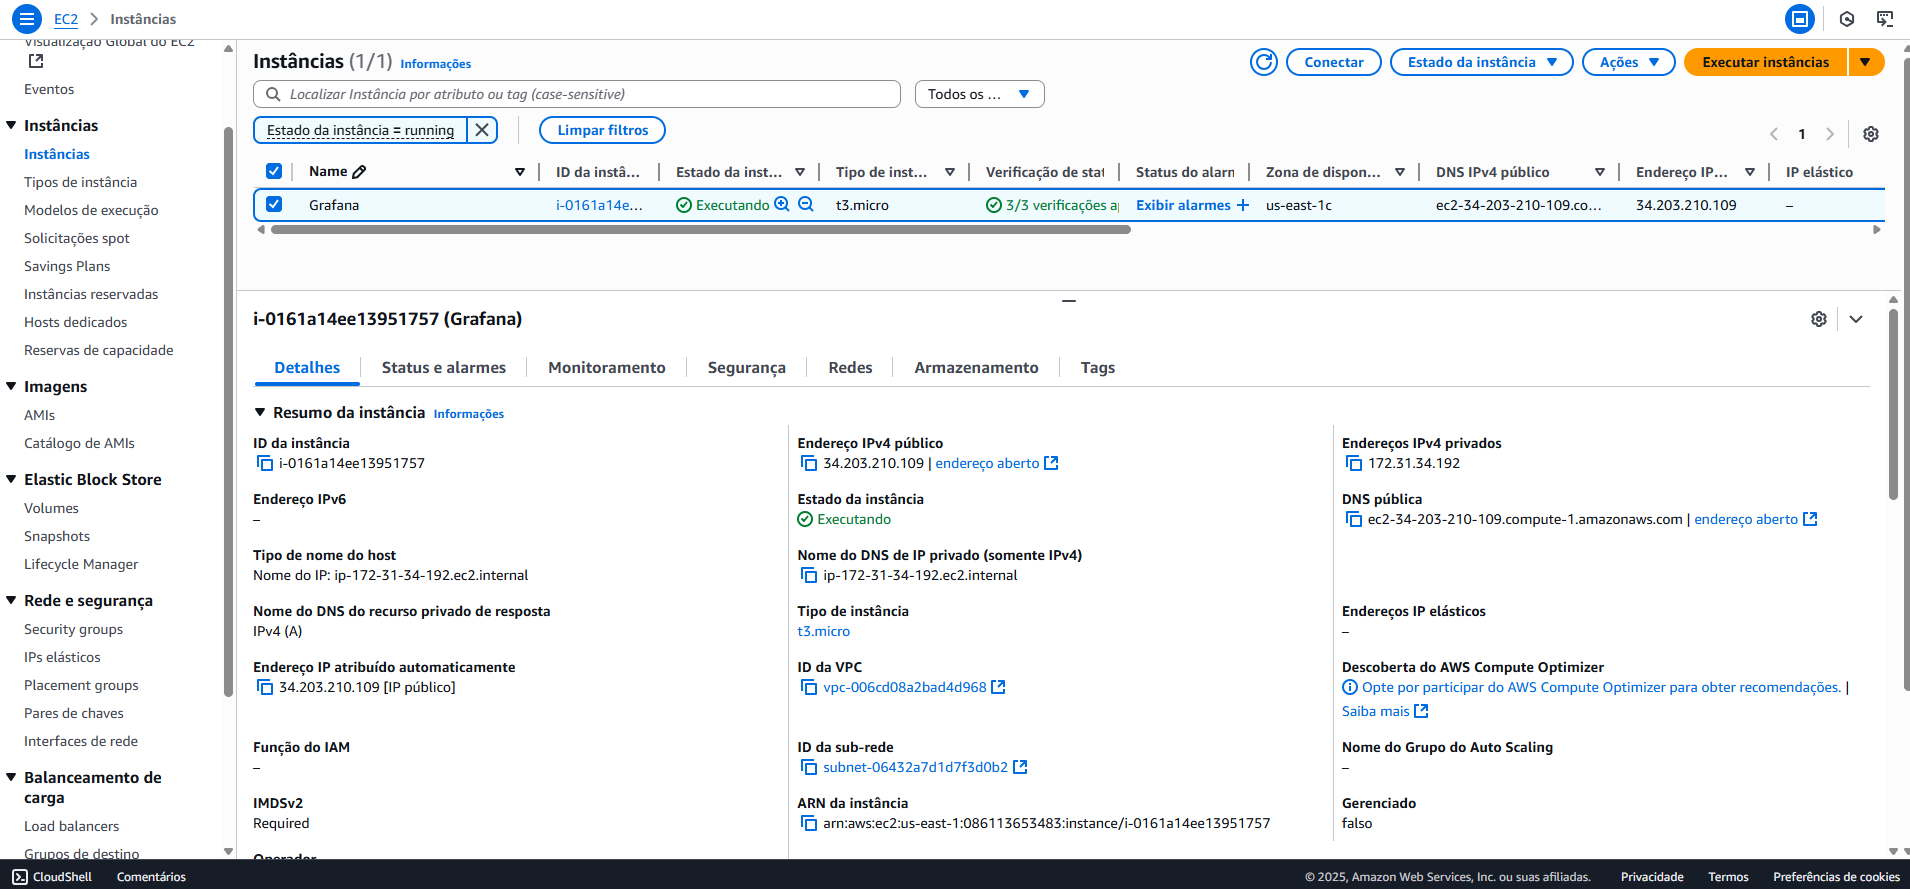 EC2 > Instâncias
Visualização Global do EC2
Eventos
Instâncias
Instâncias
Tipos de instância
Modelos de execução
Solicitações spot
Savings Plans
Instâncias reservadas
Hosts dedicados
Reservas de capacidade
Imagens
AMIs
Catálogo de AMIs
Elastic Block Store
Volumes
Snapshots
Lifecycle Manager
Rede e segurança
Security groups
IPs elásticos
Placement groups
Pares de chaves
Interfaces de rede
Balanceamento de
carga
Load balancers
Grupos de destino
Instâncias (1/1) Informações
Conectar Estado da instância Ações Executar instâncias
Localizar Instância por atributo ou tag (case-sensitive) Todos os ...
Estado da instância = running Limpar filtros
1
Name ID da instâ... Estado da inst... Tipo de inst... Verificação de stat Status do alarn Zona de dispon... DNS IPv4 público Endereço IP... IP elástico
Grafana i-0161a14e... Executando t3.micro 3/3 verificações a Exibir alarmes us-east-1c ec2-34-203-210-109.co... 34.203.210.109 –
i-0161a14ee13951757 (Grafana)
Detalhes Status e alarmes Monitoramento Segurança Redes Armazenamento Tags
Resumo da instância Informações
ID da instância
i-0161a14ee13951757
Endereço IPv4 público
34.203.210.109 | endereço aberto
Endereços IPv4 privados
172.31.34.192
Endereço IPv6
–
Estado da instância
Executando
DNS pública
ec2-34-203-210-109.compute-1.amazonaws.com | endereço aberto
Tipo de nome do host
Nome do IP: ip-172-31-34-192.ec2.internal
Nome do DNS de IP privado (somente IPv4)
ip-172-31-34-192.ec2.internal
Nome do DNS do recurso privado de resposta
IPv4 (A)
Tipo de instância
t3.micro
Endereços IP elásticos
–
Endereço IP atribuído automaticamente
34.203.210.109 [IP público]
ID da VPC
vpc-006cd08a2bad4d968
Descoberta do AWS Compute Optimizer
Opte por participar do AWS Compute Optimizer para obter recomendações. |
Saiba mais
Função do IAM
–
ID da sub-rede
subnet-06432a7d1d7f3d0b2
Nome do Grupo do Auto Scaling
–
IMDSv2
Required
ARN da instância
arn:aws:ec2:us-east-1:086113653483:instance/i-0161a14ee13951757
Gerenciado
falso
Operador
CloudShell Comentários © 2025, Amazon Web Services, Inc. ou suas afiliadas. Privacidade Termos Preferências de cookies